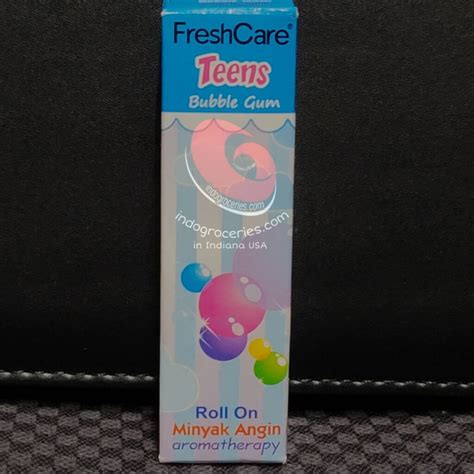 FreshCare®
Teens
Bubble Gum
indogroceries.com
indogroceries.com
in Indiana USA
Roll On
Minyak Angin
aromatherapy